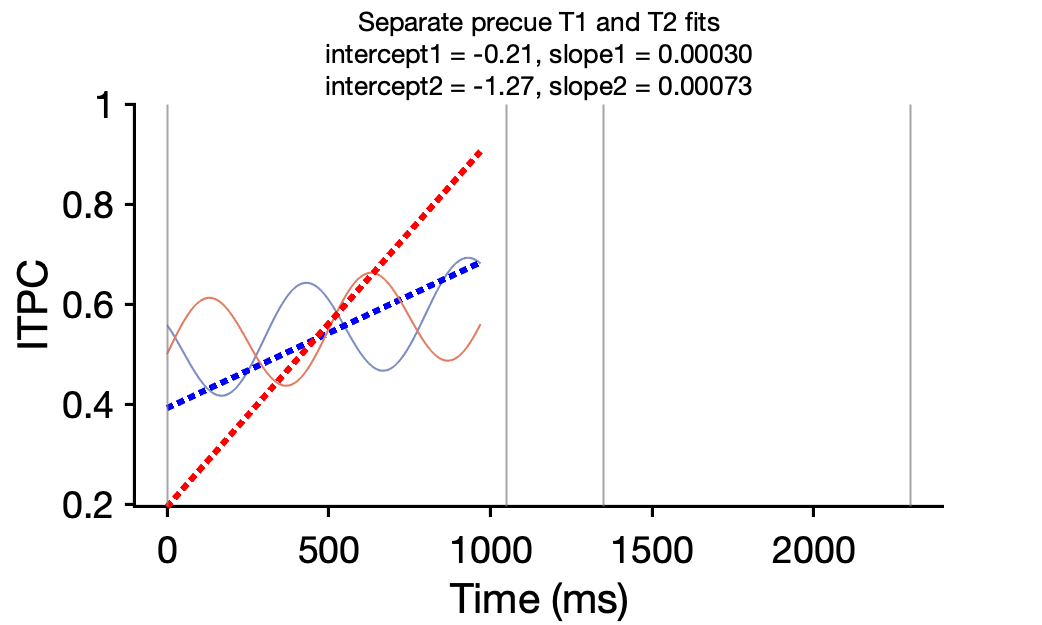 Separate precue T1 and T2 fits
intercept1 = -0.21, slope1 = 0.00030
intercept2 = -1.27, slope2 = 0.00073
1
0.8
0.6
0.4
0.2
ITPC
0 500 1000 1500 2000
Time (ms)